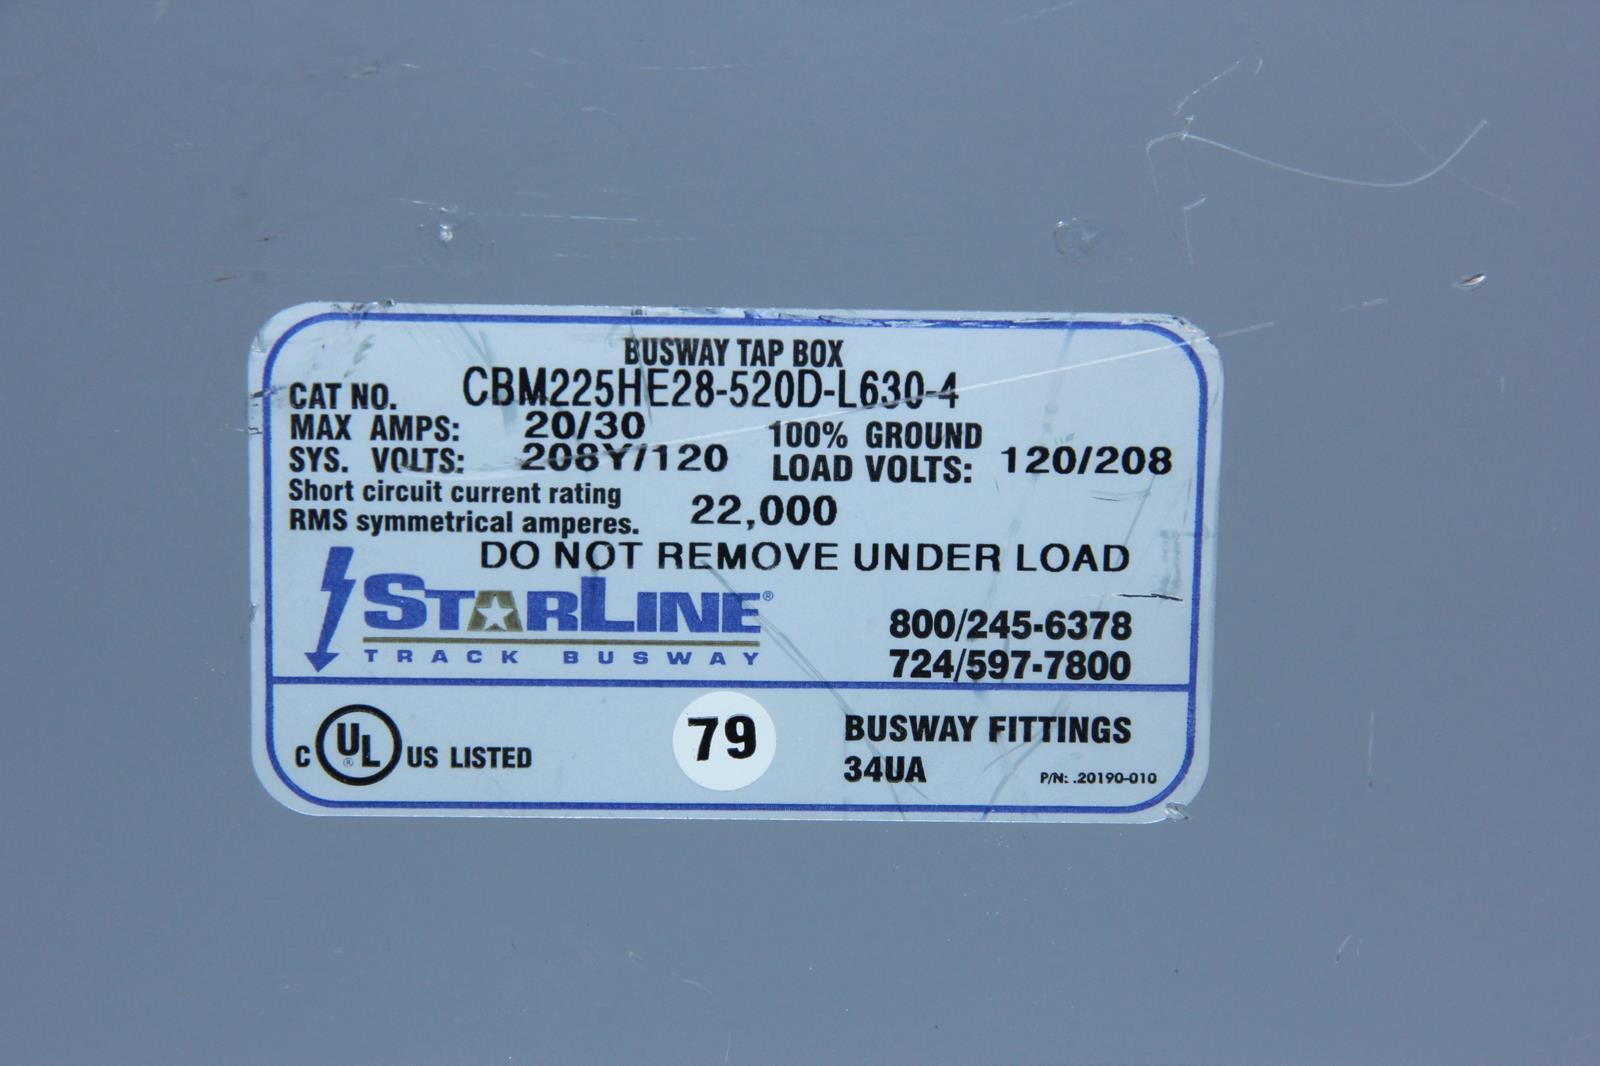 BUSWAY TAP BOX
CAT NO. CBM225HE28-520D-L630-4
MAX AMPS: 20/30 100% GROUND
SYS. VOLTS: 208Y/120 LOAD VOLTS: 120/208
Short circuit current rating
RMS symmetrical amperes. 22,000
DO NOT REMOVE UNDER LOAD
STARLINE®
TRACK BUSWAY
800/245-6378
724/597-7800
C UL® US LISTED
79
BUSWAY FITTINGS
34UA
P/N: .20190-010